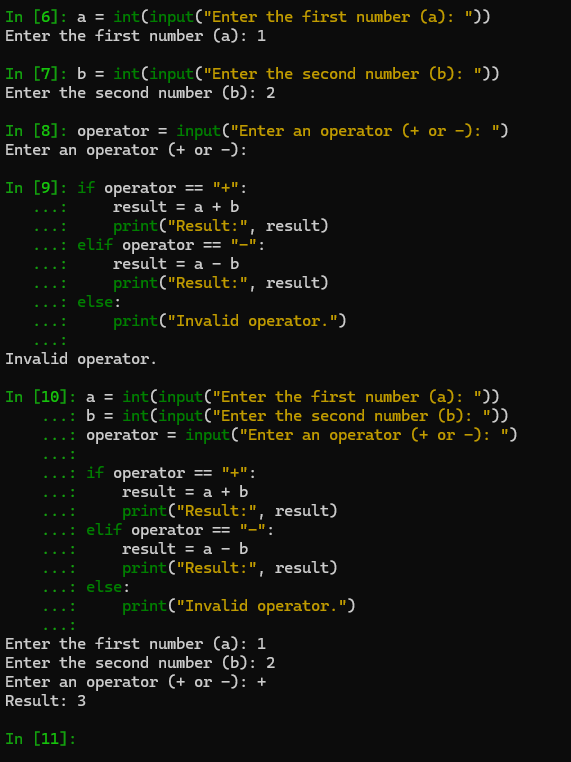 In [6]: a = int(input("Enter the first number (a): "))
Enter the first number (a): 1
In [7]: b = int(input("Enter the second number (b): "))
Enter the second number (b): 2
In [8]: operator = input("Enter an operator (+ or -): ")
Enter an operator (+ or -):
In [9]: if operator == "+":
   ...:     result = a + b
   ...:     print("Result:", result)
   ...: elif operator == "-":
   ...:     result = a - b
   ...:     print("Result:", result)
   ...: else:
   ...:     print("Invalid operator.")
   ...:
Invalid operator.
In [10]: a = int(input("Enter the first number (a): "))
    ...: b = int(input("Enter the second number (b): "))
    ...: operator = input("Enter an operator (+ or -): ")
    ...:
    ...: if operator == "+":
    ...:     result = a + b
    ...:     print("Result:", result)
    ...: elif operator == "-":
    ...:     result = a - b
    ...:     print("Result:", result)
    ...: else:
    ...:     print("Invalid operator.")
    ...:
Enter the first number (a): 1
Enter the second number (b): 2
Enter an operator (+ or -): +
Result: 3
In [11]: